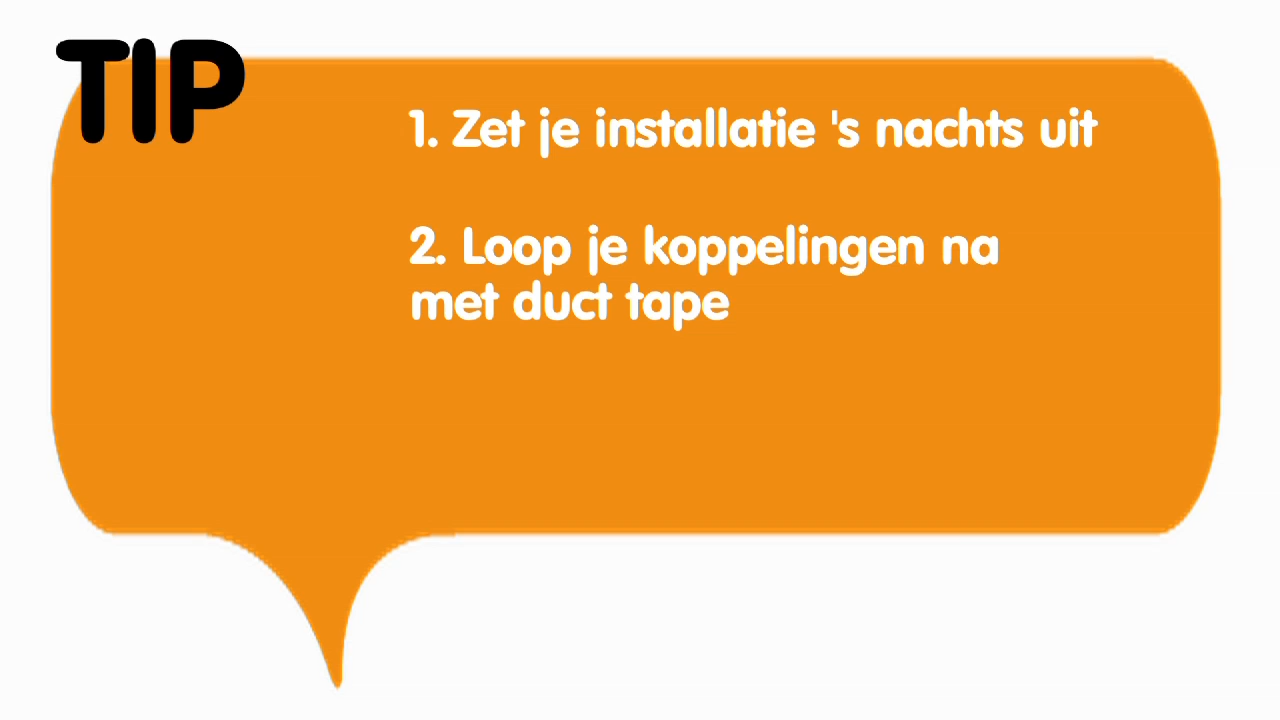 TIP
1. Zet je installatie 's nachts uit
2. Loop je koppelingen na
met duct tape